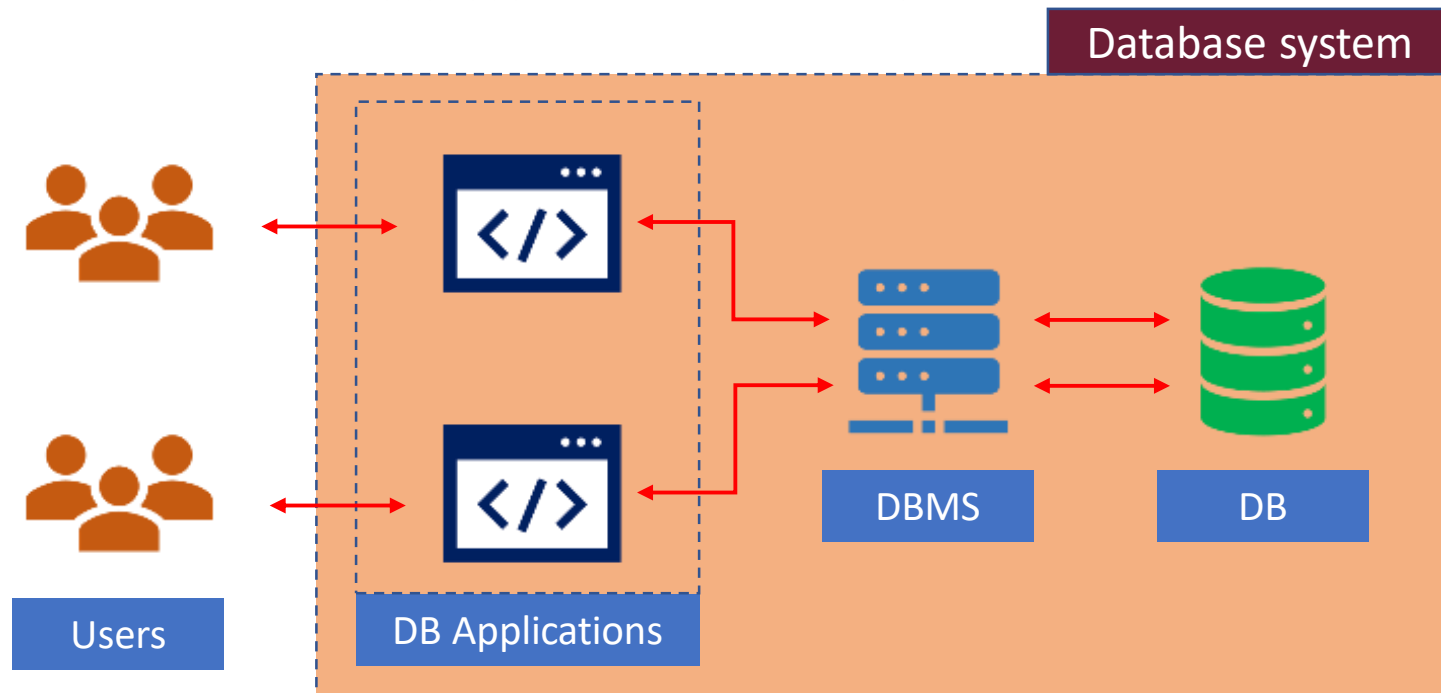 Database system
DBMS
DB
Users
DB Applications